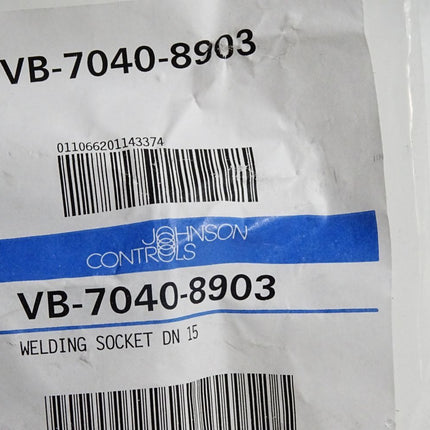 VB-7040-8903
011066201143374
JOHNSON
CONTROLS
VB-7040-8903
WELDING SOCKET DN 15